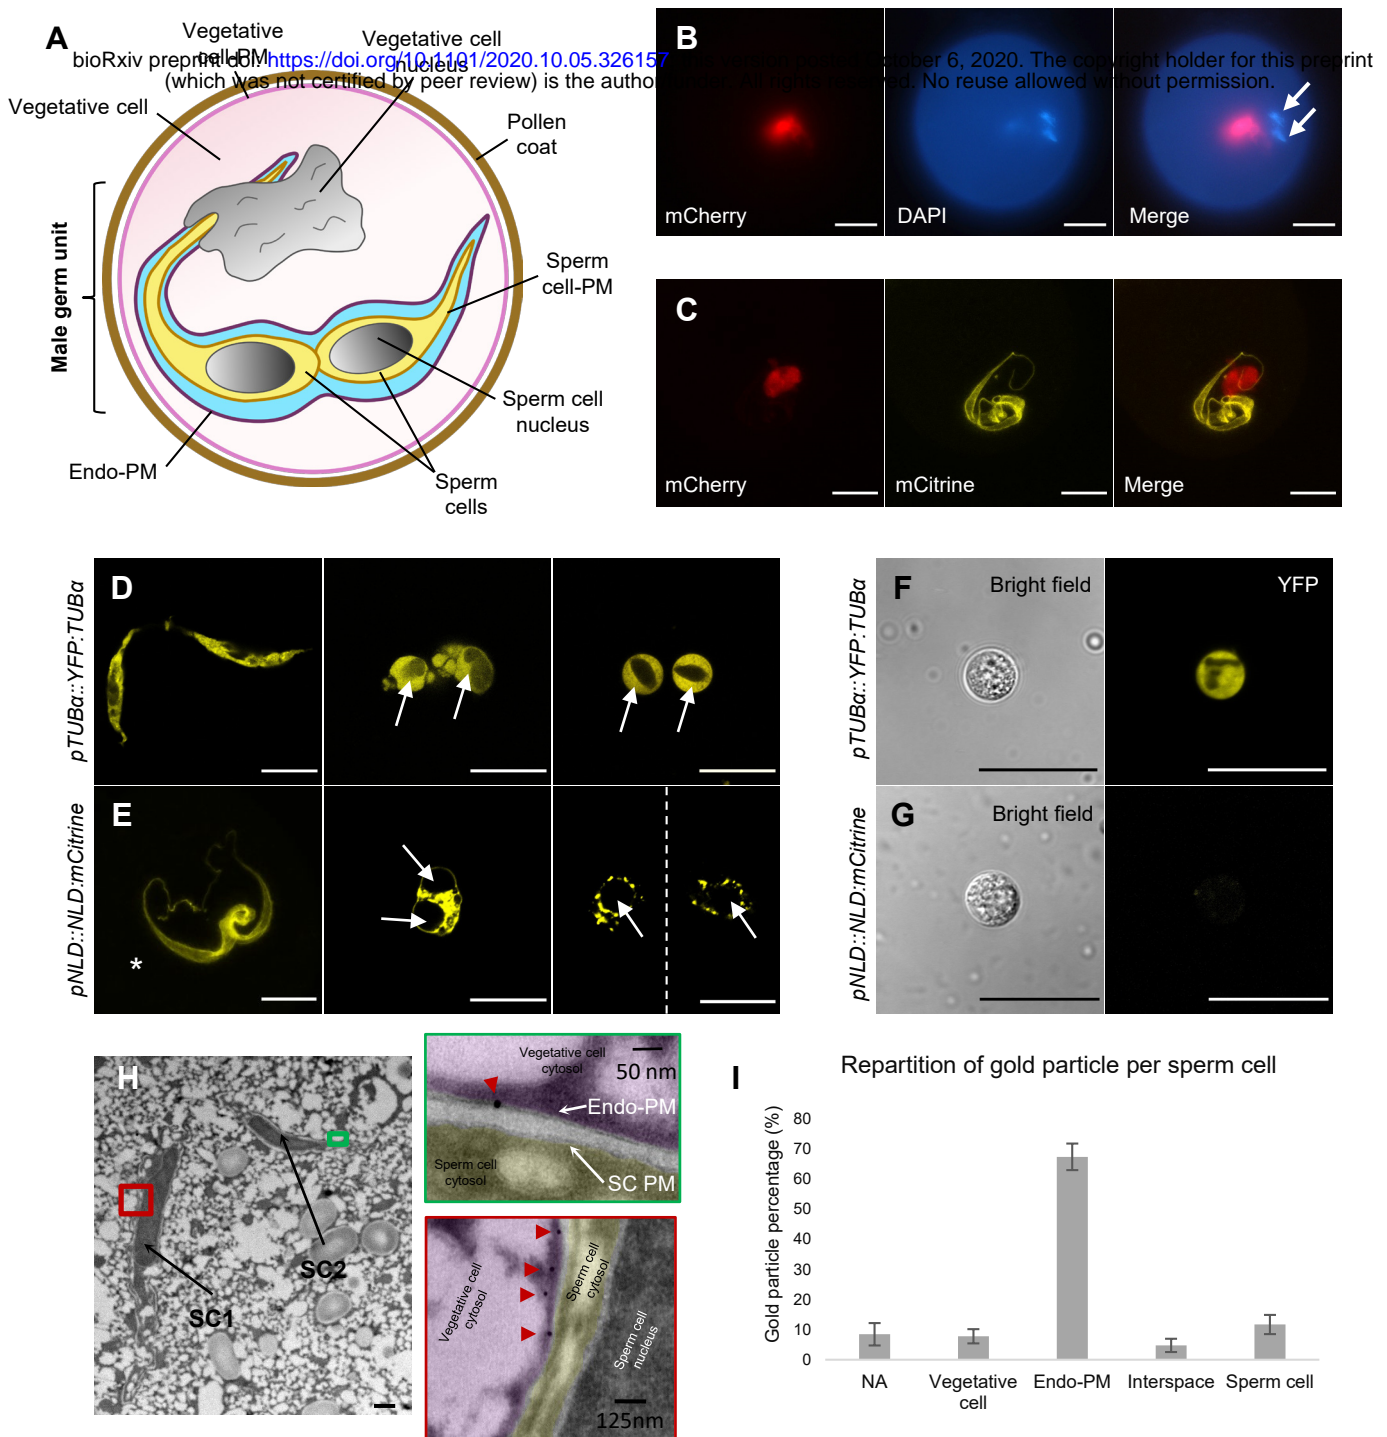 A
Vegetative
cell-PM
Vegetative cell
nucleus
bioRxiv preprint doi: https://doi.org/10.1101/2020.10.05.326157 October 6, 2020. The copyright holder for this preprint
(which was not certified by peer review) is the author All rights reserved. No reuse allowed without permission.
Vegetative cell
Pollen
coat
Male germ unit
Sperm
cell-PM
Sperm cell
nucleus
Endo-PM
Sperm
cells
B
mCherry
DAPI
Merge
C
mCherry
mCitrine
Merge
pTUBα::YFP:TUBα
D
pNLD::NLD:mCitrine
E
*
pTUBα::YFP:TUBα
F
Bright field
YFP
pNLD::NLD:mCitrine
G
Bright field
H
SC2
SC1
Vegetative cell
cytosol
50 nm
Endo-PM
Sperm cell
cytosol
SC PM
Vegetative cell
cytosol
Sperm cell
cytosol
Sperm cell
nucleus
125nm
I
Repartition of gold particle per sperm cell
Gold particle percentage (%)
80
70
60
50
40
30
20
10
0
NA
Vegetative
cell
Endo-PM
Interspace
Sperm cell